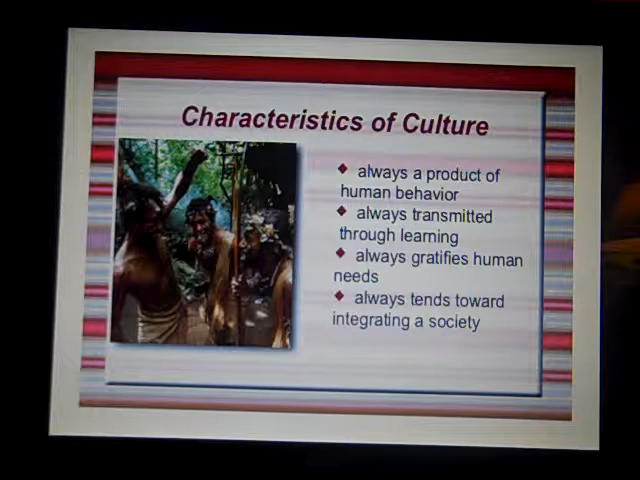 Characteristics of Culture
always a product of
human behavior
always transmitted
through learning
always gratifies human
needs
always tends toward
integrating a society